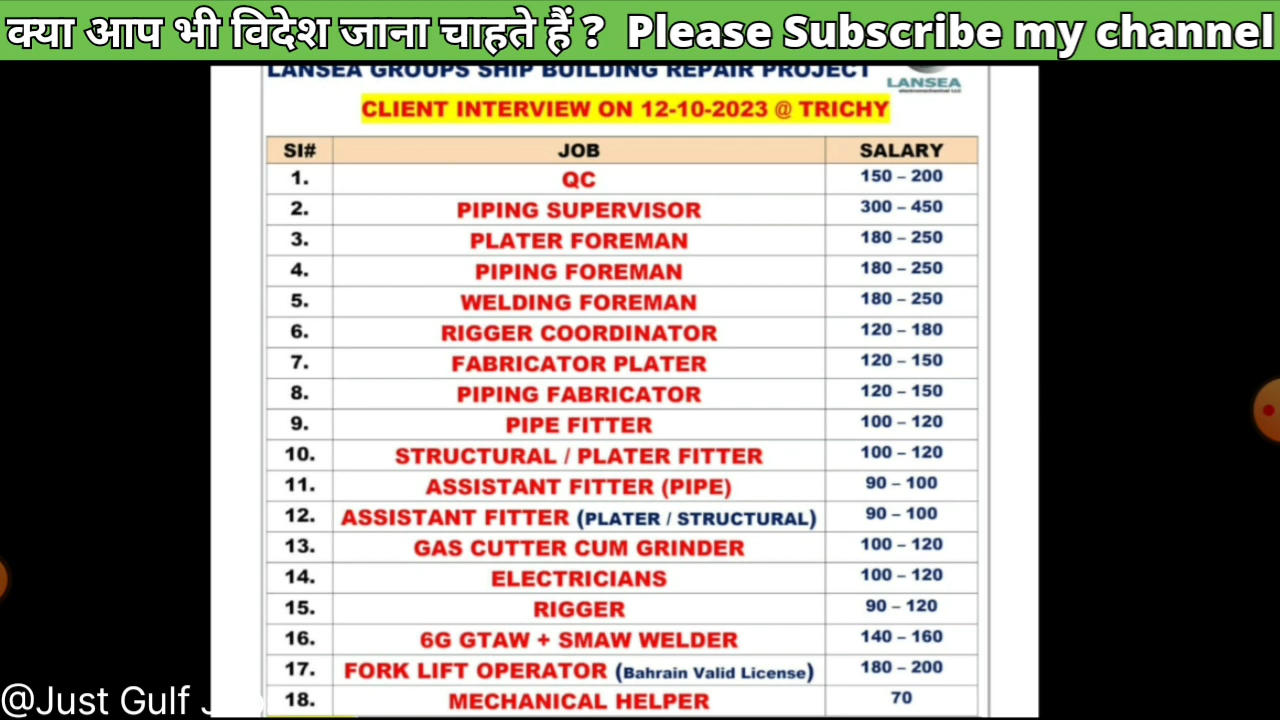 क्या आप भी विदेश जाना चाहते हैं ? Please Subscribe my channel
LANSEA GROUPS SHIP BUILDING REPAIR PROJECT
LANSEA
CLIENT INTERVIEW ON 12-10-2023 @ TRICHY
SI# JOB SALARY
1. QC 150 – 200
2. PIPING SUPERVISOR 300 – 450
3. PLATER FOREMAN 180 – 250
4. PIPING FOREMAN 180 – 250
5. WELDING FOREMAN 180 – 250
6. RIGGER COORDINATOR 120 – 180
7. FABRICATOR PLATER 120 – 150
8. PIPING FABRICATOR 120 – 150
9. PIPE FITTER 100 – 120
10. STRUCTURAL / PLATER FITTER 100 – 120
11. ASSISTANT FITTER (PIPE) 90 – 100
12. ASSISTANT FITTER (PLATER / STRUCTURAL) 90 – 100
13. GAS CUTTER CUM GRINDER 100 – 120
14. ELECTRICIANS 100 – 120
15. RIGGER 90 – 120
16. 6G GTAW + SMAW WELDER 140 – 160
17. FORK LIFT OPERATOR (Bahrain Valid License) 180 – 200
18. MECHANICAL HELPER 70
@Just Gulf